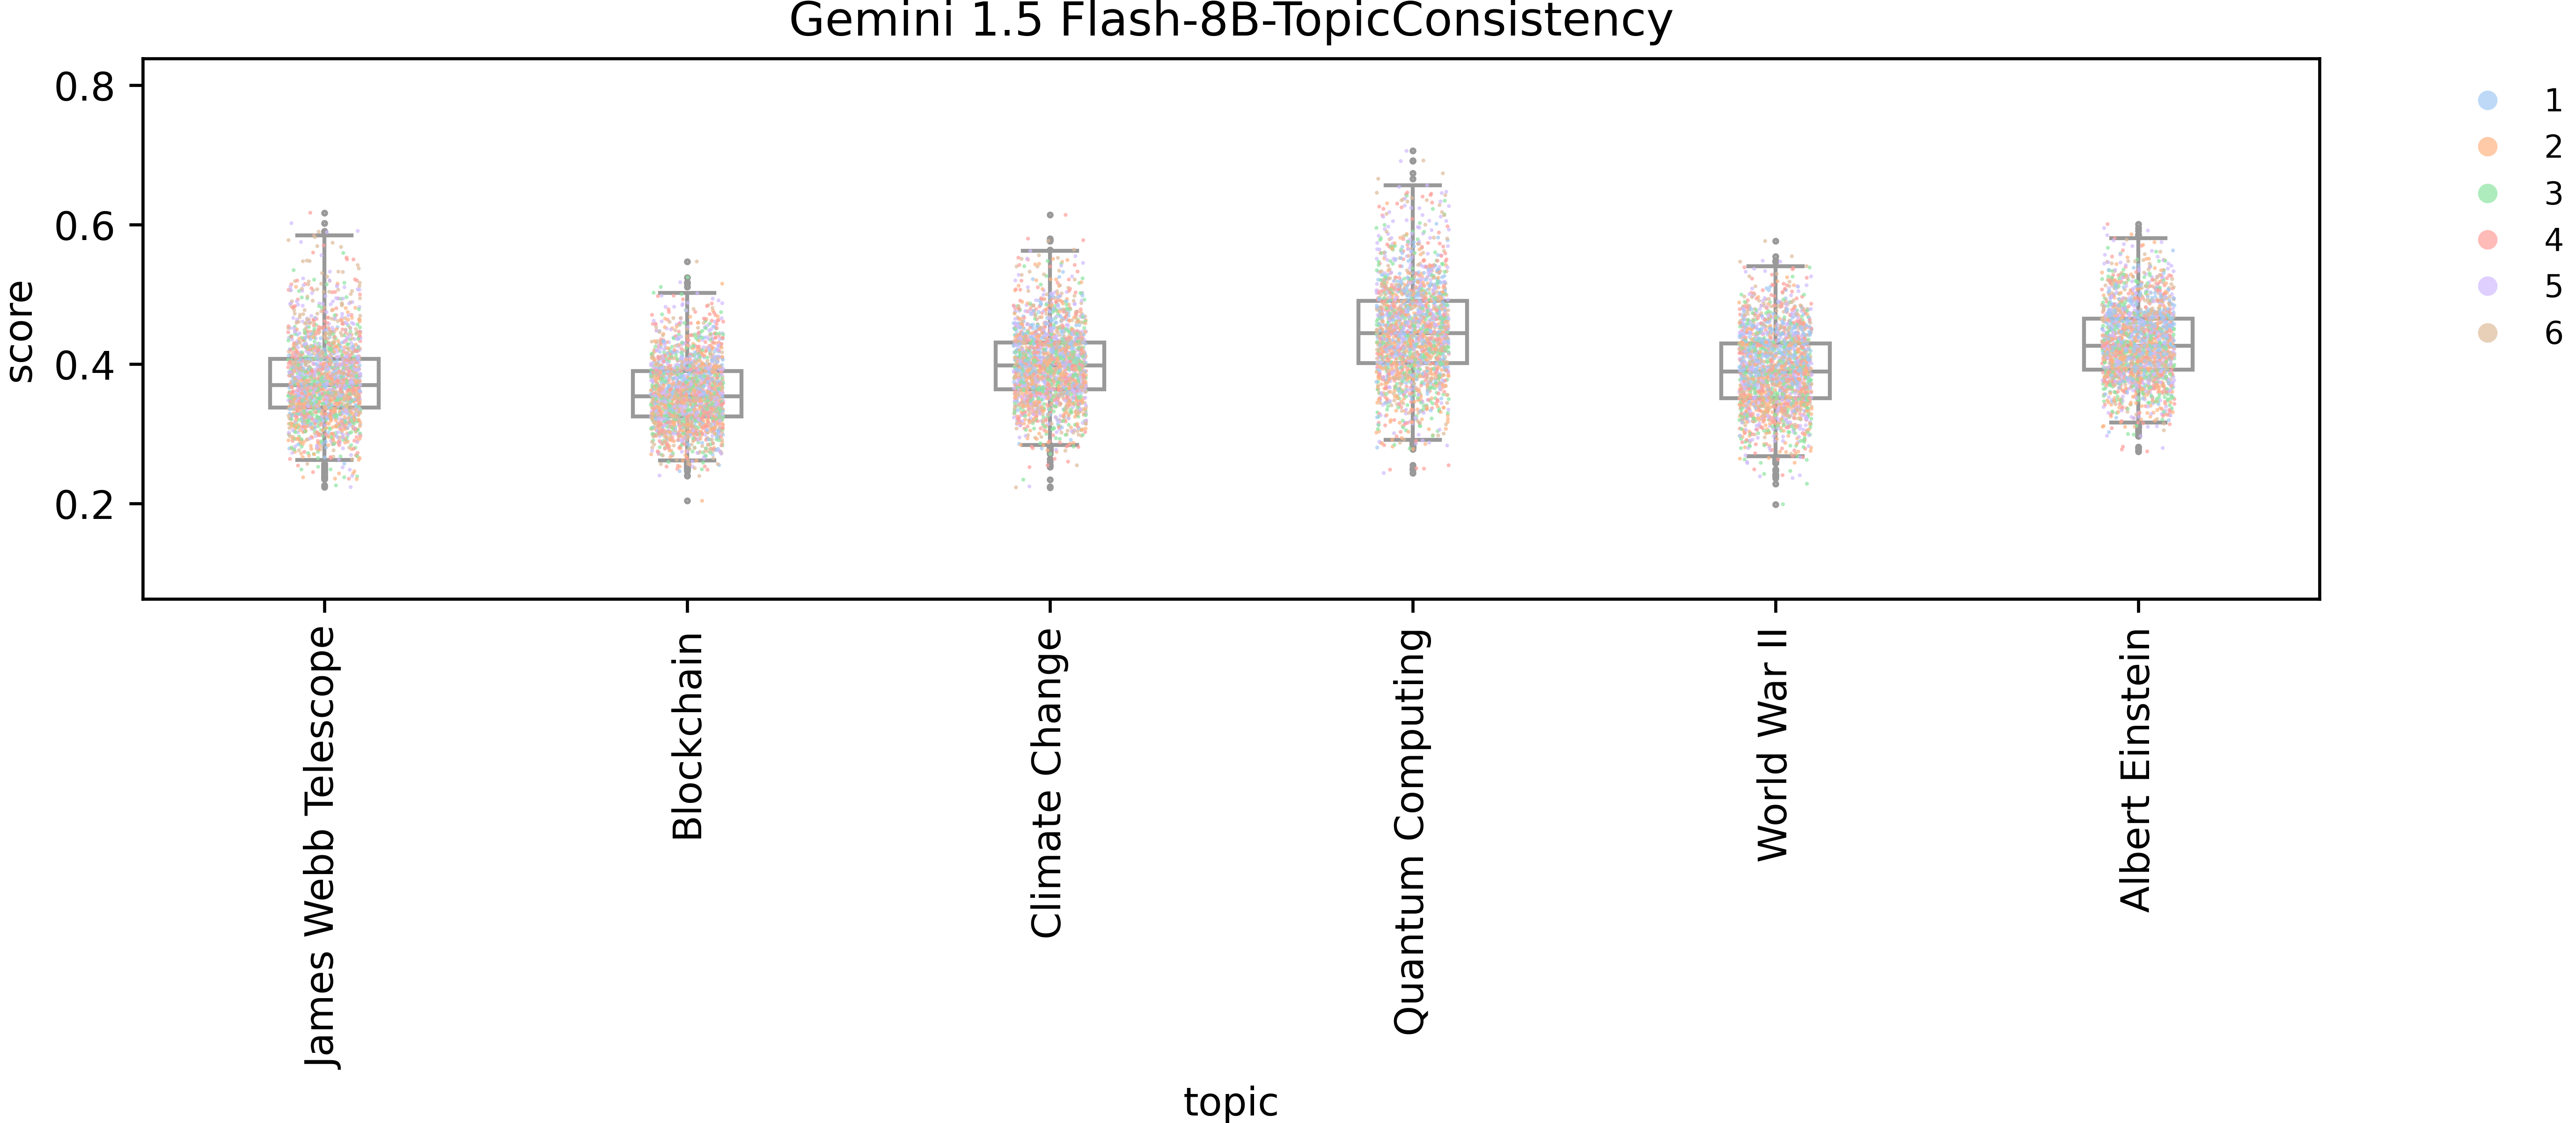 Gemini 1.5 Flash-8B-TopicConsistency
score
0.8
0.6
0.4
0.2
James Webb Telescope
Blockchain
Climate Change
Quantum Computing
World War II
Albert Einstein
topic
1
2
3
4
5
6